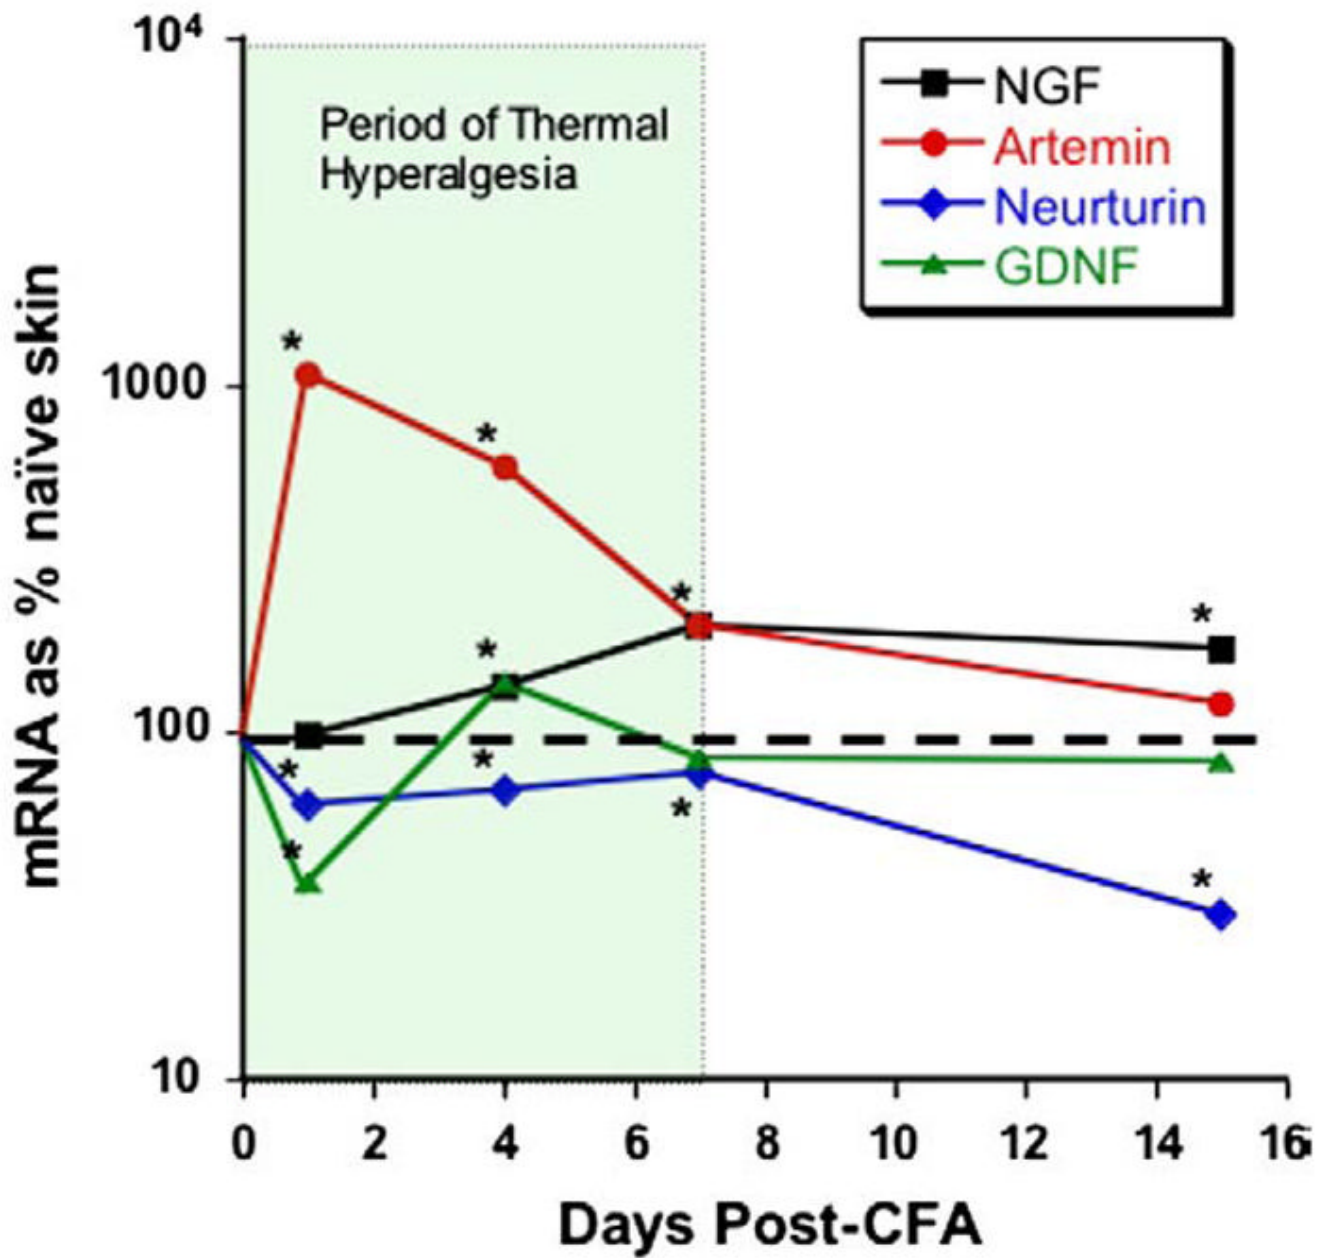 10⁴
1000
100
10
mRNA as % naïve skin
Period of Thermal
Hyperalgesia
*
*
*
*
*
*
*
*
*
*
NGF
Artemin
Neurturin
GDNF
0 2 4 6 8 10 12 14 16
Days Post-CFA